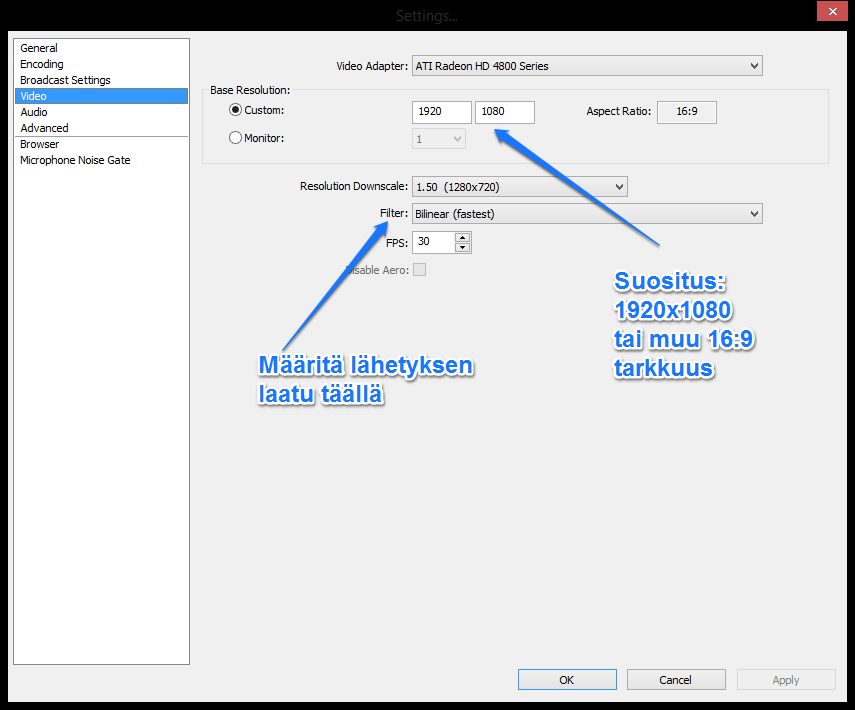 Settings...
General
Encoding
Broadcast Settings
Video
Audio
Advanced
Browser
Microphone Noise Gate
Video Adapter: ATI Radeon HD 4800 Series
Base Resolution:
Custom: 1920 1080 Aspect Ratio: 16:9
Monitor: 1
Resolution Downscale: 1.50 (1280x720)
Filter: Bilinear (fastest)
FPS: 30
Disable Aero:
Suositus:
1920x1080
tai muu 16:9
tarkkuus
Määritä lähetyksen
laatu täällä
OK Cancel Apply